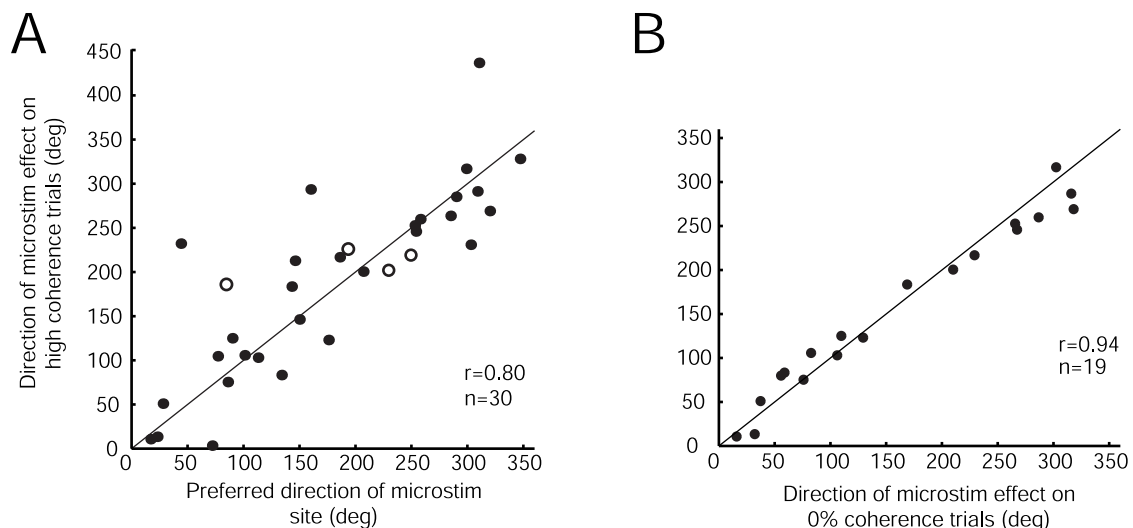 A
Direction of microstim effect on
high coherence trials (deg)
450
400
350
300
250
200
150
100
50
0
0
50
100
150
200
250
300
350
r=0.80
n=30
Preferred direction of microstim
site (deg)
B
350
300
250
200
150
100
50
0
0
50
100
150
200
250
300
350
r=0.94
n=19
Direction of microstim effect on
0% coherence trials (deg)